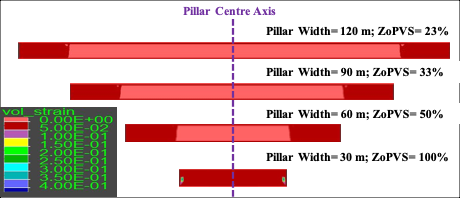 Pillar Centre Axis
Pillar Width= 120 m; ZoPVS= 23%
Pillar Width= 90 m; ZoPVS= 33%
Pillar Width= 60 m; ZoPVS= 50%
Pillar Width= 30 m; ZoPVS= 100%
vol_strain
0.00E+00
5.00E-02
1.00E-01
1.50E-01
2.00E-01
2.50E-01
3.00E-01
3.50E-01
4.00E-01